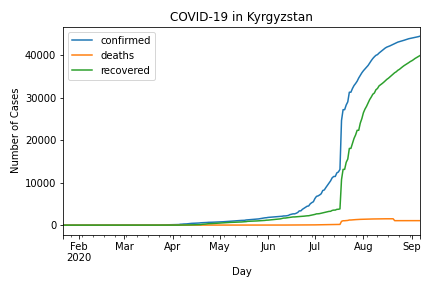 COVID-19 in Kyrgyzstan
confirmed
deaths
recovered
Number of Cases
40000
30000
20000
10000
0
Feb Mar Apr May Jun Jul Aug Sep
2020
Day